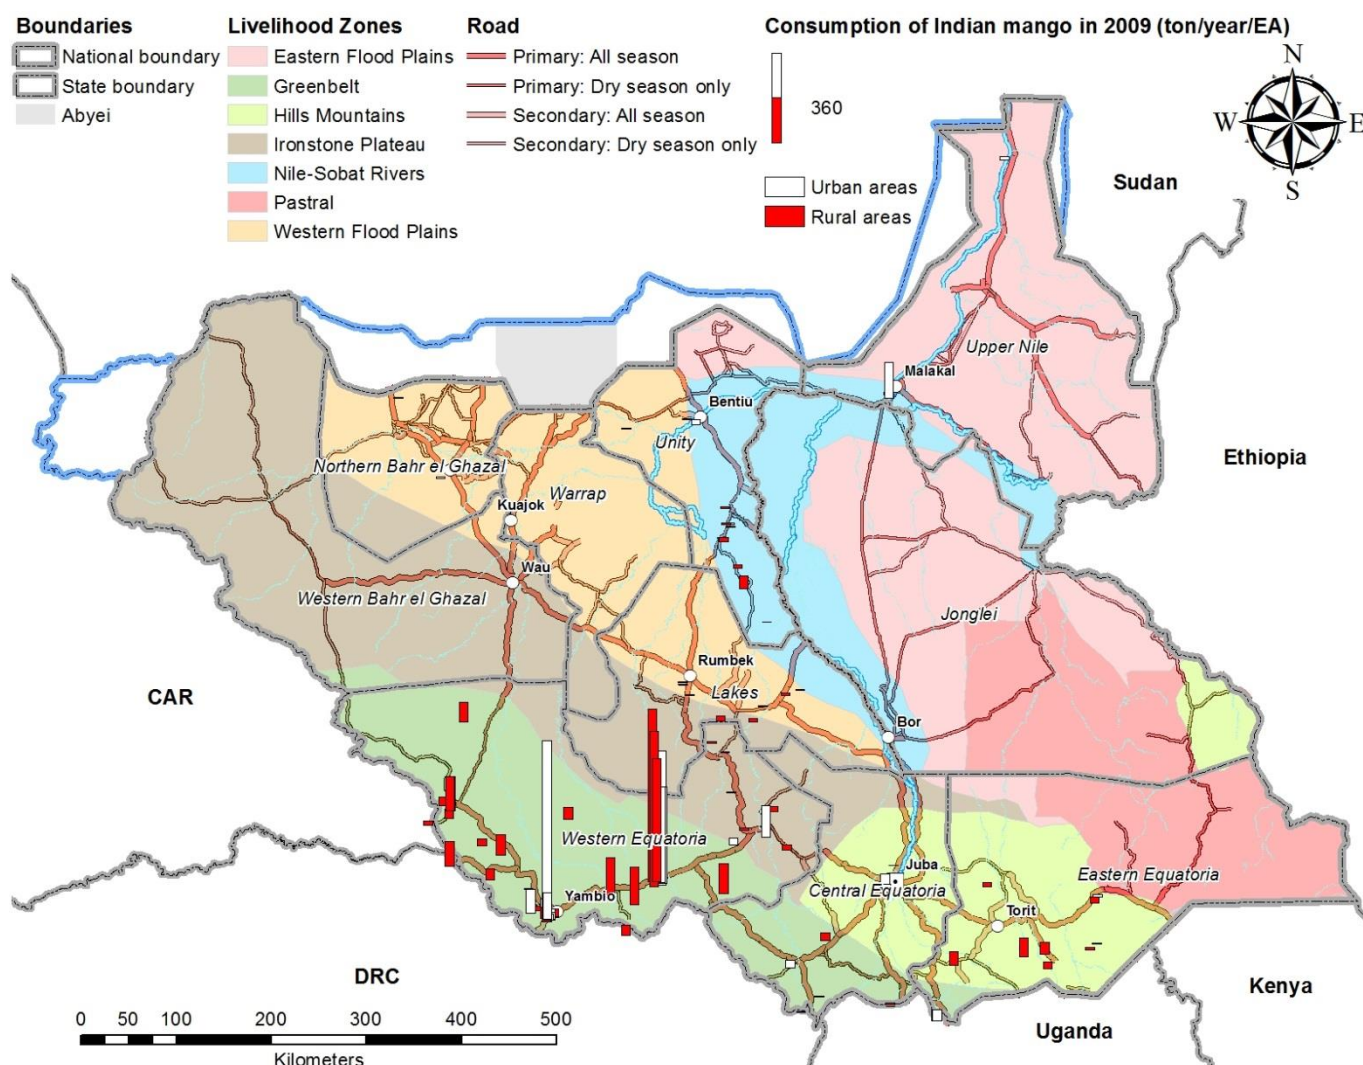 Boundaries
National boundary
State boundary
Abyei
Livelihood Zones
Eastern Flood Plains
Greenbelt
Hills Mountains
Ironstone Plateau
Nile-Sobat Rivers
Pastral
Western Flood Plains
Road
Primary: All season
Primary: Dry season only
Secondary: All season
Secondary: Dry season only
Consumption of Indian mango in 2009 (ton/year/EA)
360
Urban areas
Rural areas
N
W
E
S
Sudan
Upper Nile
Malakal
Bentiu
Unity
Ethiopia
Northern Bahr el Ghazal
Warrap
Kuajok
Wau
Western Bahr el Ghazal
Jonglei
Rumbek
Lakes
CAR
Bor
Western Equatoria
Juba
Central Equatoria
Eastern Equatoria
Yambio
Torit
DRC
Kenya
Uganda
0 50 100 200 300 400 500
Kilometers